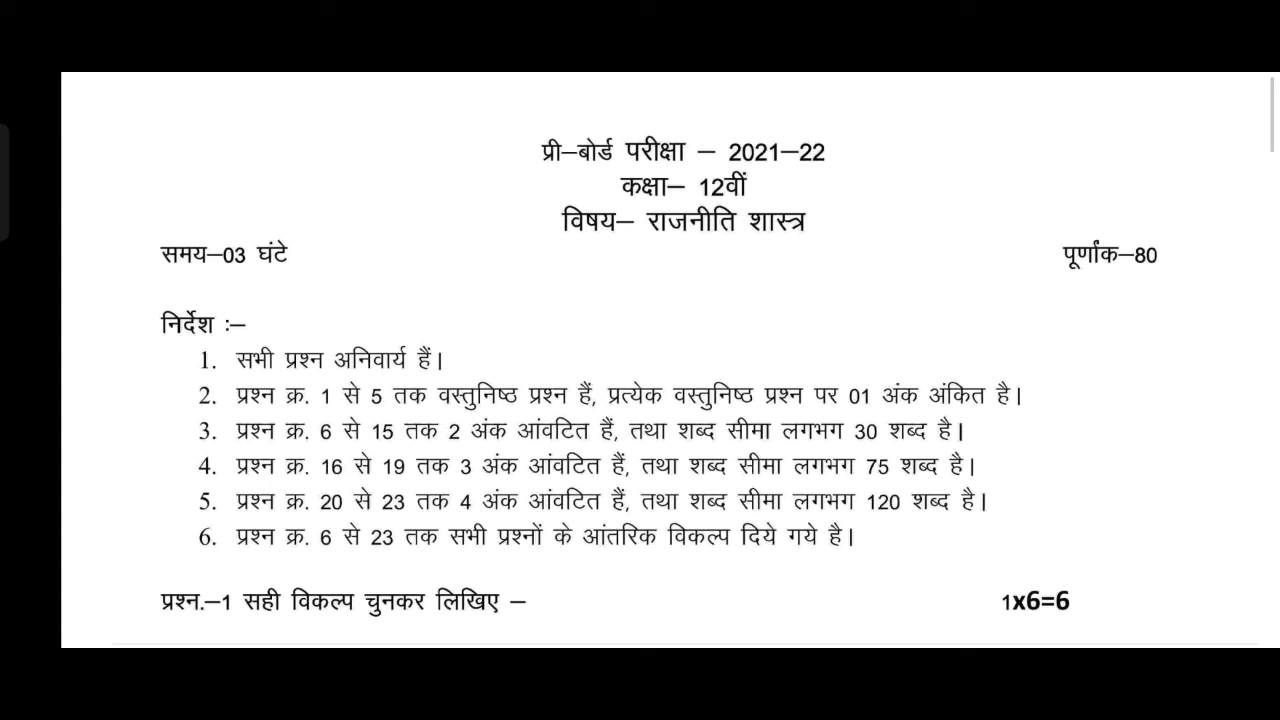 प्री–बोर्ड परीक्षा – 2021–22
कक्षा– 12वीं
विषय– राजनीति शास्त्र
समय–03 घंटे पूर्णांक–80
निर्देश :–
1. सभी प्रश्न अनिवार्य हैं।
2. प्रश्न क्र. 1 से 5 तक वस्तुनिष्ठ प्रश्न हैं, प्रत्येक वस्तुनिष्ठ प्रश्न पर 01 अंक अंकित है।
3. प्रश्न क्र. 6 से 15 तक 2 अंक आंवटित हैं, तथा शब्द सीमा लगभग 30 शब्द है।
4. प्रश्न क्र. 16 से 19 तक 3 अंक आंवटित हैं, तथा शब्द सीमा लगभग 75 शब्द है।
5. प्रश्न क्र. 20 से 23 तक 4 अंक आंवटित हैं, तथा शब्द सीमा लगभग 120 शब्द है।
6. प्रश्न क्र. 6 से 23 तक सभी प्रश्नों के आंतरिक विकल्प दिये गये है।
प्रश्न.–1 सही विकल्प चुनकर लिखिए – 1x6=6